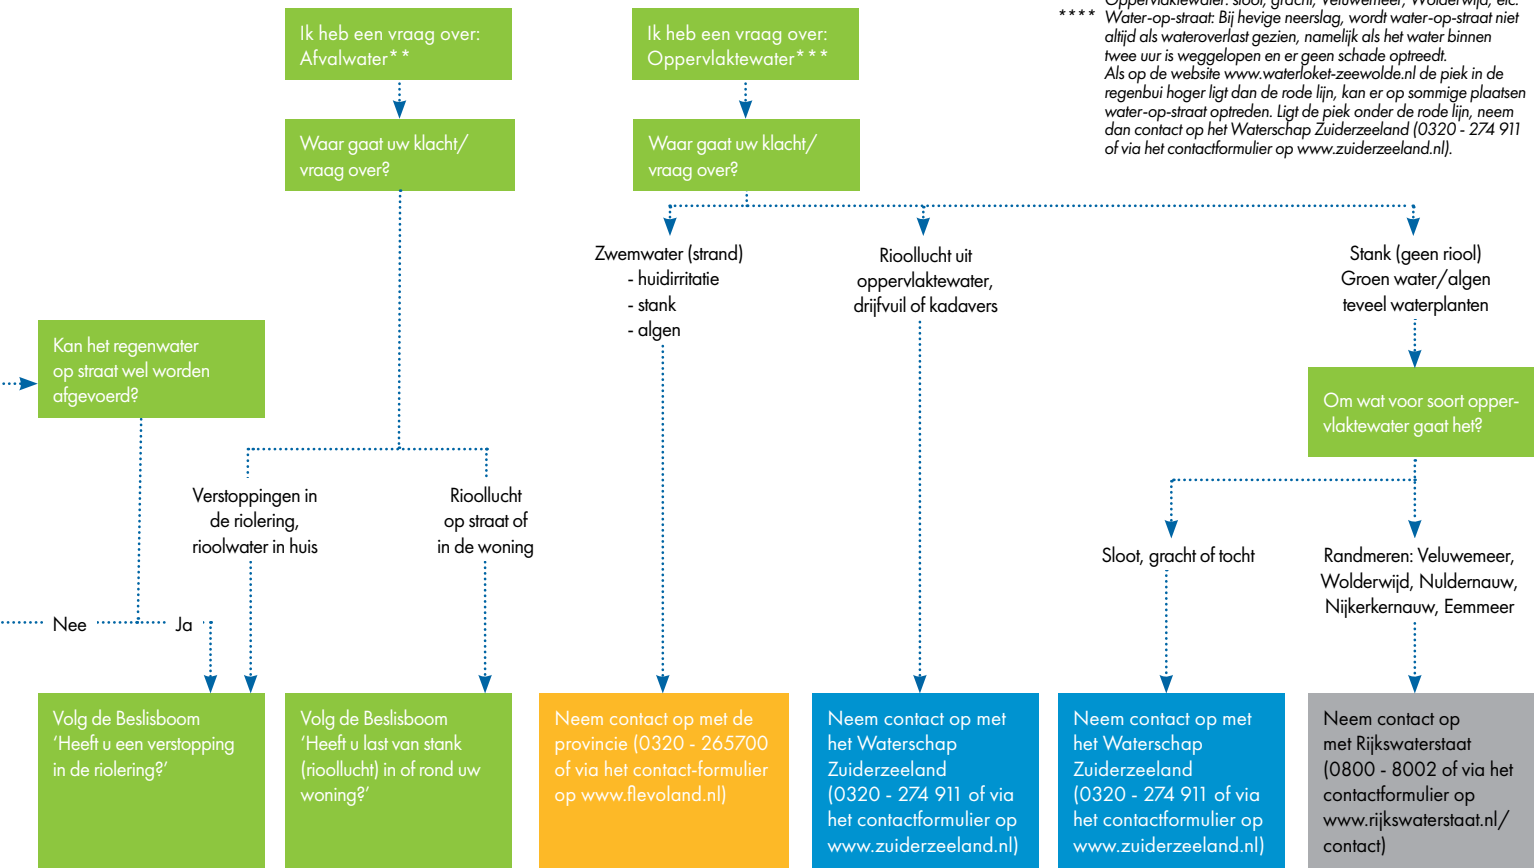 Ik heb een vraag over:
Afvalwater**
Ik heb een vraag over:
Oppervlaktewater***
Oppervlaktewater: sloot, gracht, Veluwemeer, Wolderwijd, etc.
**** Water-op-straat: Bij hevige neerslag, wordt water-op-straat niet
altijd als wateroverlast gezien, namelijk als het water binnen
twee uur is weggelopen en er geen schade optreedt.
Als op de website www.waterloket-zeewolde.nl de piek in de
regenbui hoger ligt dan de rode lijn, kan er op sommige plaatsen
water-op-straat optreden. Ligt de piek onder de rode lijn, neem
dan contact op het Waterschap Zuiderzeeland (0320 - 274 911
of via het contactformulier op www.zuiderzeeland.nl).
Waar gaat uw klacht/
vraag over?
Waar gaat uw klacht/
vraag over?
Zwemwater (strand)
- huidirritatie
- stank
- algen
Rioollucht uit
oppervlaktewater,
drijfvuil of kadavers
Stank (geen riool)
Groen water/algen
teveel waterplanten
Kan het regenwater
op straat wel worden
afgevoerd?
Om wat voor soort opper-
vlaktewater gaat het?
Verstoppingen in
de riolering,
rioolwater in huis
Rioollucht
op straat of
in de woning
Sloot, gracht of tocht
Randmeren: Veluwemeer,
Wolderwijd, Nuldernauw,
Nijkerkernauw, Eemmeer
Nee
Ja
Volg de Beslisboom
‘Heeft u een verstopping
in de riolering?’
Volg de Beslisboom
‘Heeft u last van stank
(rioollucht) in of rond uw
woning?’
Neem contact op met de
provincie (0320 - 265700
of via het contact-formulier
op www.flevoland.nl)
Neem contact op met
het Waterschap
Zuiderzeeland
(0320 - 274 911 of via
het contactformulier op
www.zuiderzeeland.nl)
Neem contact op met
het Waterschap
Zuiderzeeland
(0320 - 274 911 of via
het contactformulier op
www.zuiderzeeland.nl)
Neem contact op
met Rijkswaterstaat
(0800 - 8002 of via het
contactformulier op
www.rijkswaterstaat.nl/
contact)